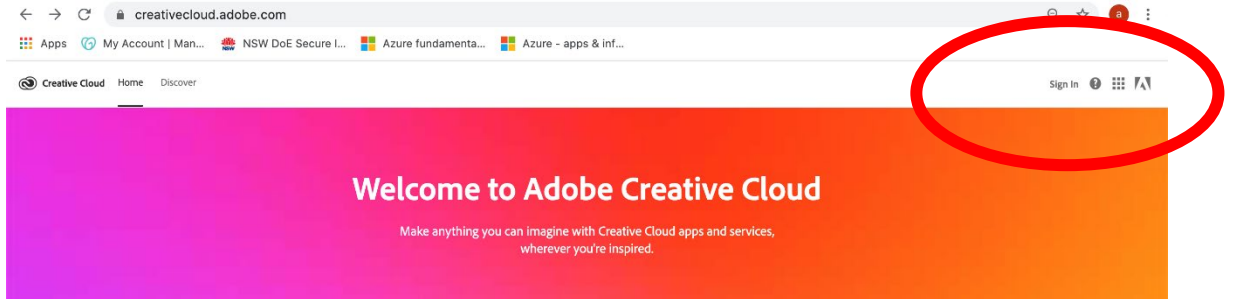 creativecloud.adobe.com
a
Apps My Account | Man... NSW DoE Secure I... Azure fundamenta... Azure - apps & inf...
Creative Cloud Home Discover Sign In ?
Welcome to Adobe Creative Cloud
Make anything you can imagine with Creative Cloud apps and services,
wherever you're inspired.